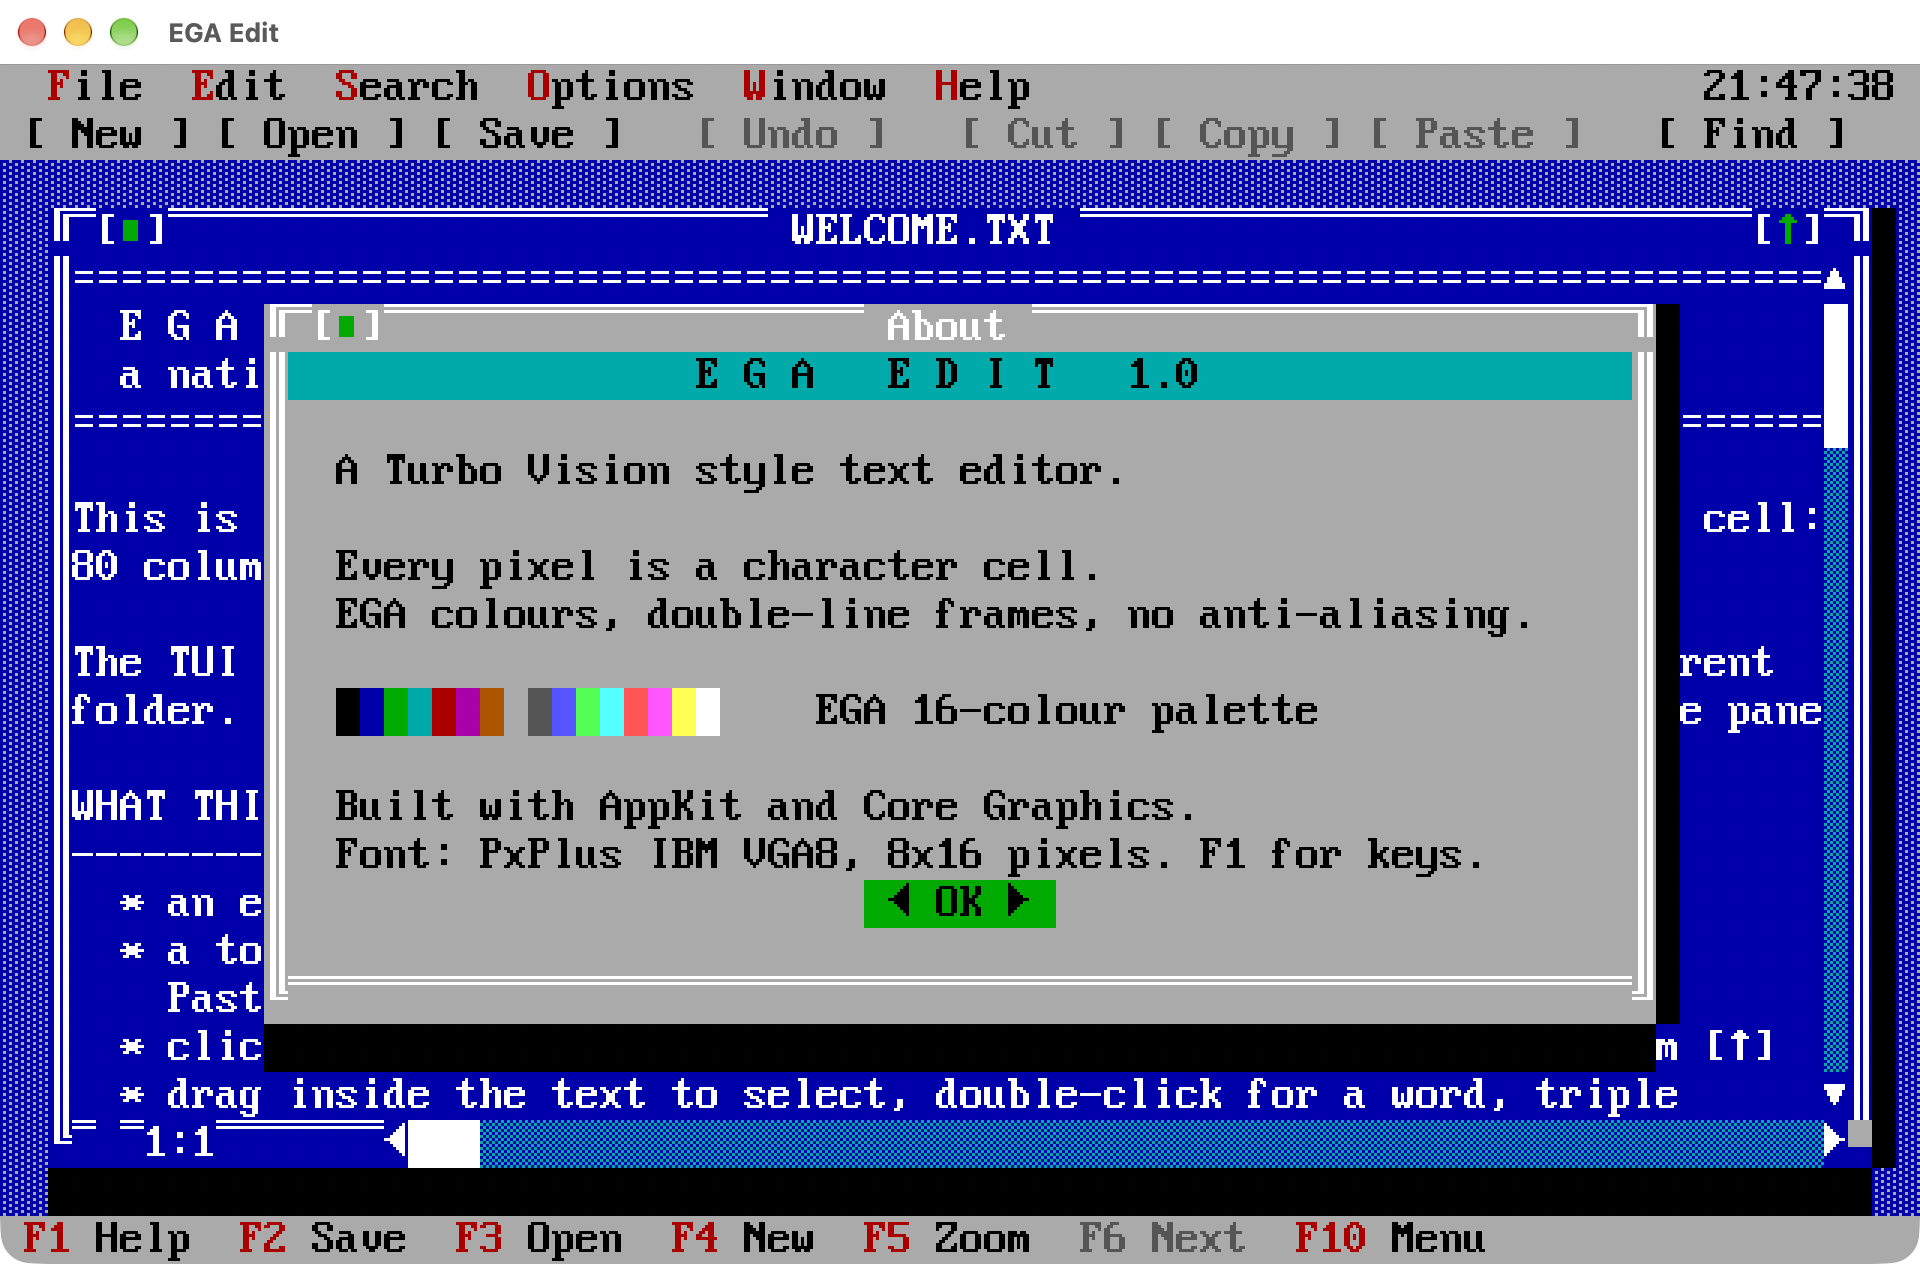 EGA Edit
File Edit Search Options Window Help 21:47:38
[ New ] [ Open ] [ Save ] [ Undo ] [ Cut ] [ Copy ] [ Paste ] [ Find ]
[■] WELCOME.TXT [↑]
=========================================================================
E G A
a nati
======== ======
This is cell:
80 colum
The TUI rent
folder. e pane
WHAT THI
--------
* an e
* a to
Past
* clic m [↑]
* drag inside the text to select, double-click for a word, triple
1:1
[■] About
E G A E D I T 1.0
A Turbo Vision style text editor.
Every pixel is a character cell.
EGA colours, double-line frames, no anti-aliasing.
EGA 16-colour palette
Built with AppKit and Core Graphics.
Font: PxPlus IBM VGA8, 8x16 pixels. F1 for keys.
◄ OK ►
F1 Help F2 Save F3 Open F4 New F5 Zoom F6 Next F10 Menu